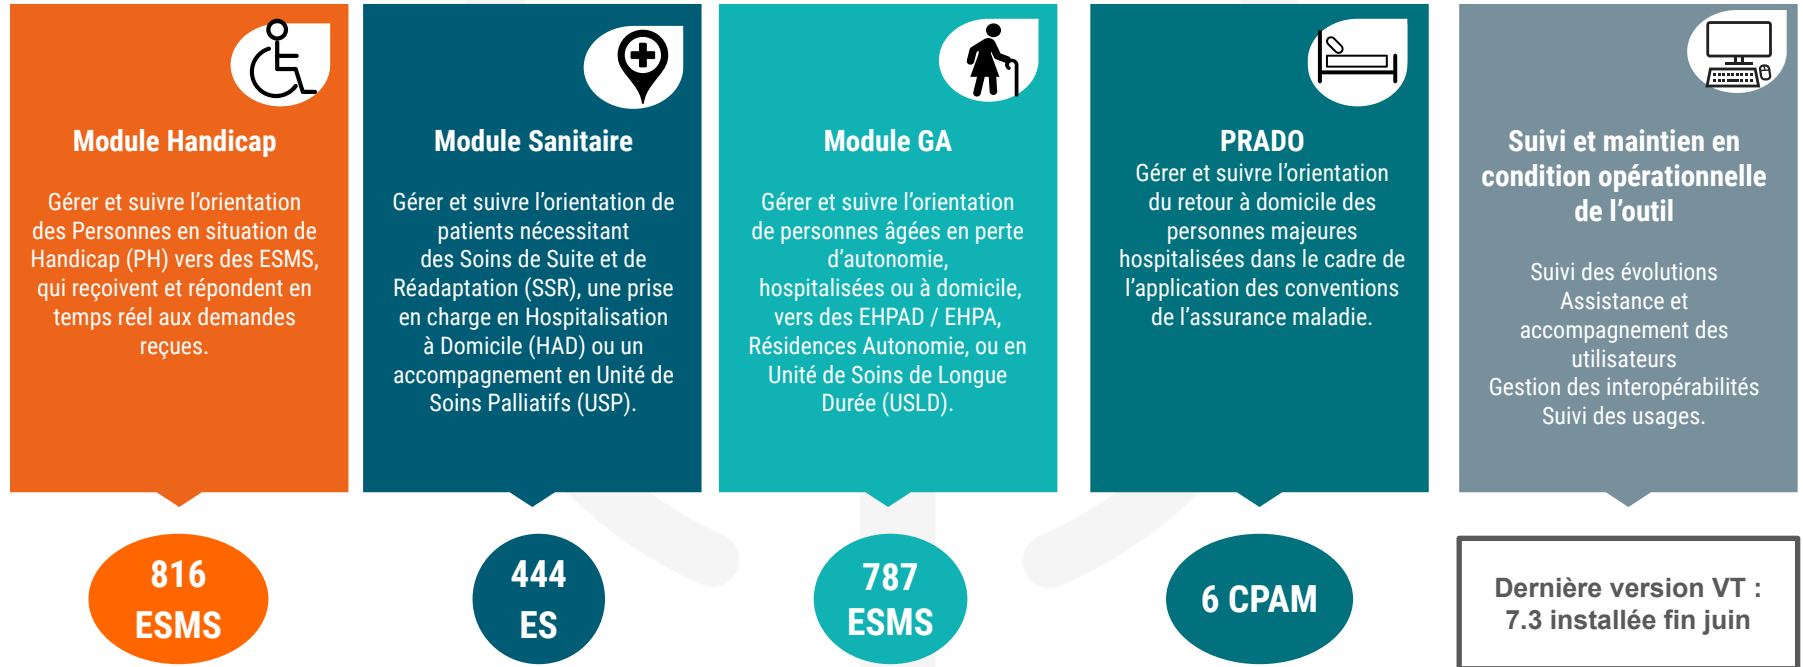 Module Handicap
Gérer et suivre l’orientation
des Personnes en situation de
Handicap (PH) vers des ESMS,
qui reçoivent et répondent en
temps réel aux demandes
reçues.
816
ESMS
Module Sanitaire
Gérer et suivre l’orientation de
patients nécessitant
des Soins de Suite et de
Réadaptation (SSR), une prise
en charge en Hospitalisation
à Domicile (HAD) ou un
accompagnement en Unité de
Soins Palliatifs (USP).
444
ES
Module GA
Gérer et suivre l’orientation
de personnes âgées en perte
d’autonomie,
hospitalisées ou à domicile,
vers des EHPAD / EHPA,
Résidences Autonomie, ou en
Unité de Soins de Longue
Durée (USLD).
787
ESMS
PRADO
Gérer et suivre l’orientation
du retour à domicile des
personnes majeures
hospitalisées dans le cadre de
l’application des conventions
de l’assurance maladie.
6 CPAM
Suivi et maintien en
condition opérationnelle
de l’outil
Suivi des évolutions
Assistance et
accompagnement des
utilisateurs
Gestion des interopérabilités
Suivi des usages.
Dernière version VT :
7.3 installée fin juin